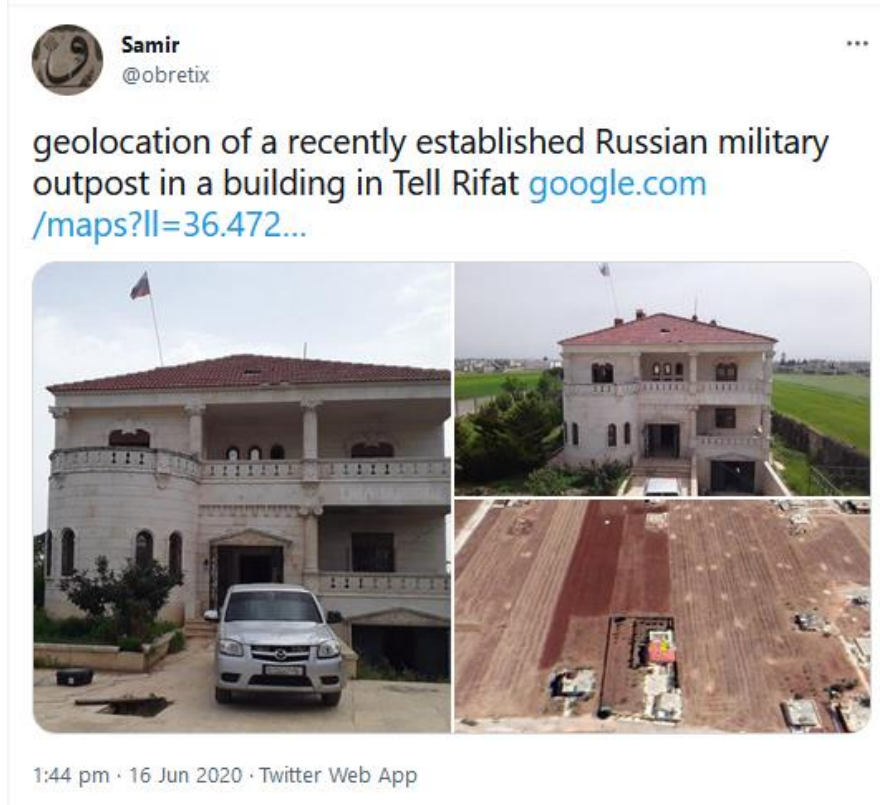 Samir
@obretix
geolocation of a recently established Russian military
outpost in a building in Tell Rifat google.com
/maps?ll=36.472...
1:44 pm · 16 Jun 2020 · Twitter Web App